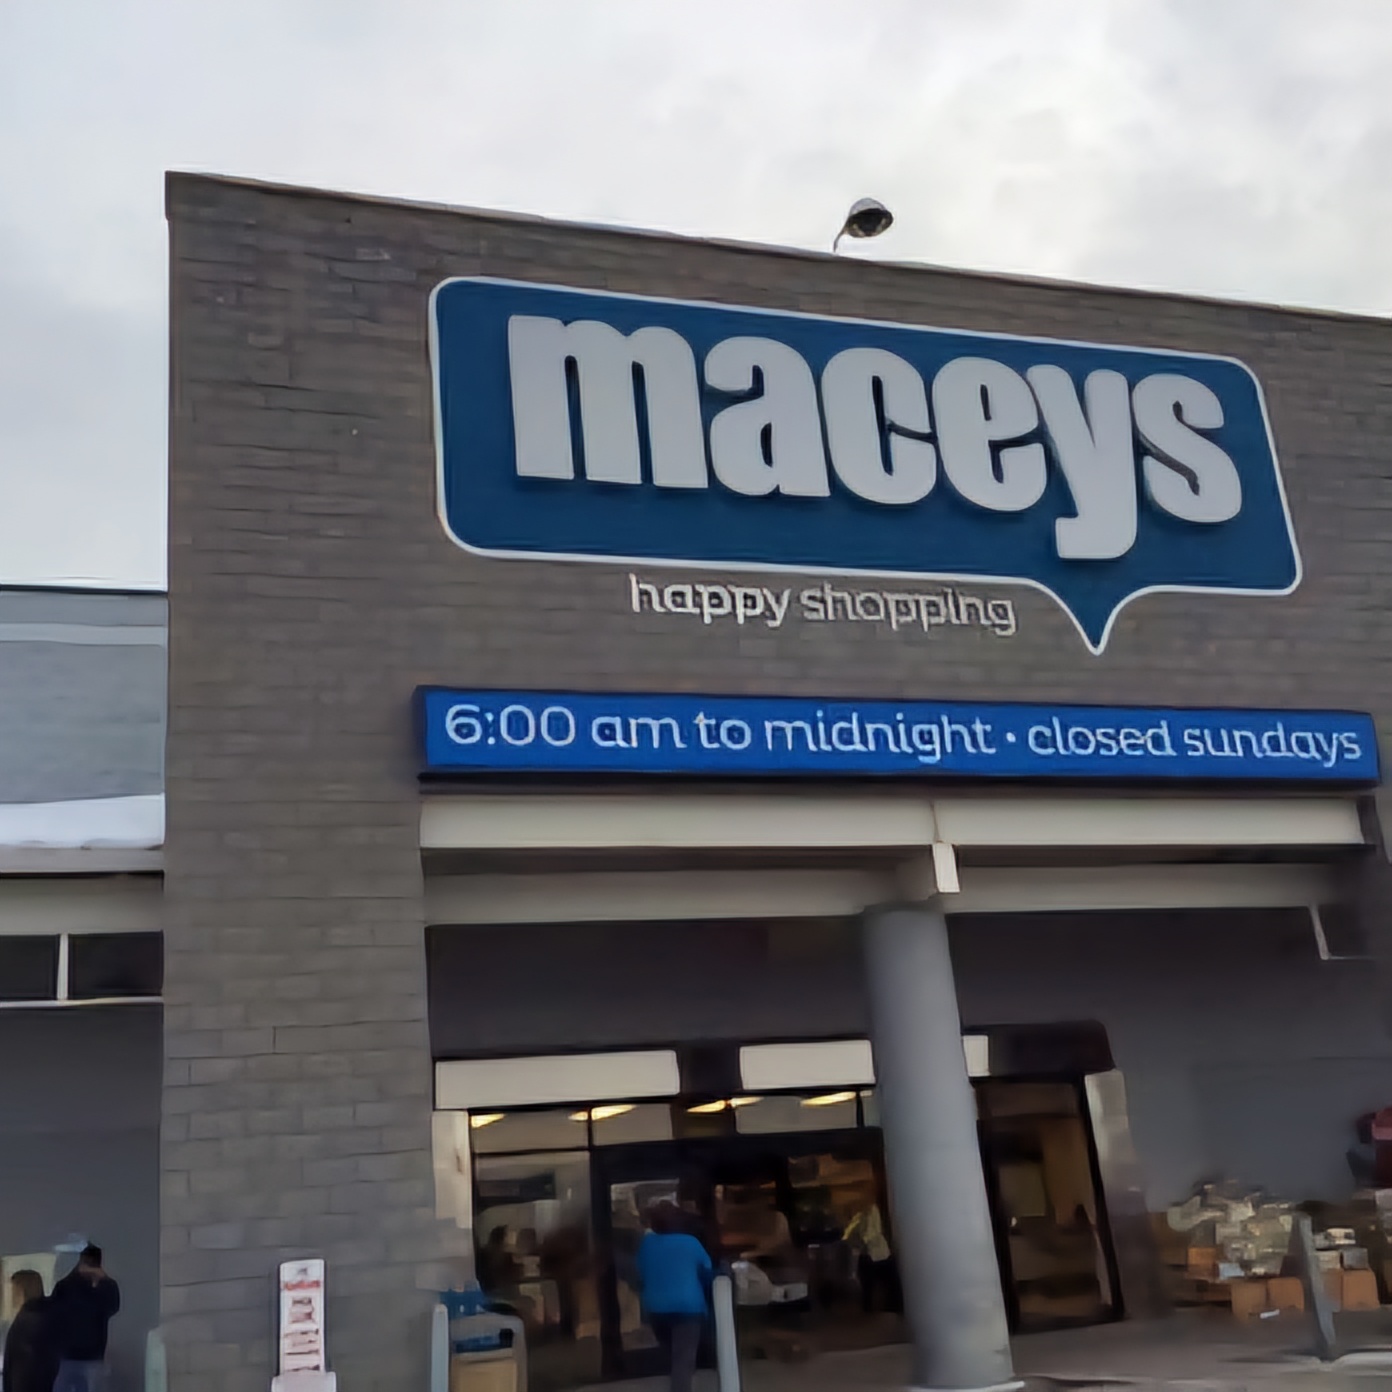 maceys
happy shopping
6:00 am to midnight · closed sundays